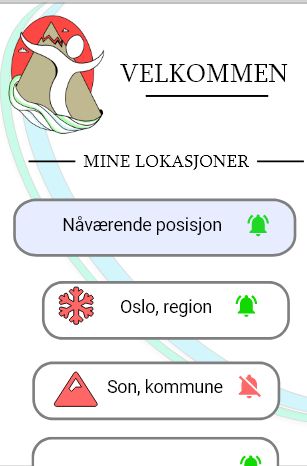 VELKOMMEN
MINE LOKASJONER
Nåværende posisjon
Oslo, region
Son, kommune